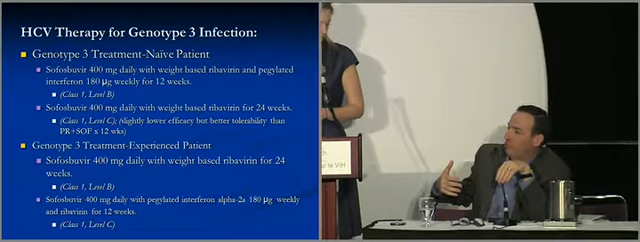 HCV Therapy for Genotype 3 Infection:
Genotype 3 Treatment-Naïve Patient
Sofosbuvir 400 mg daily with weight based ribavirin and pegylated
interferon 180 µg weekly for 12 weeks.
(Class 1, Level B)
Sofosbuvir 400 mg daily with weight based ribavirin for 24 weeks.
(Class 1, Level C); (slightly lower efficacy but better tolerability than
PR+SOF x 12 wks)
Genotype 3 Treatment-Experienced Patient
Sofosbuvir 400 mg daily with weight based ribavirin for 24
weeks.
(Class 1, Level B)
Sofosbuvir 400 mg daily with pegylated interferon alpha-2a 180 µg weekly
and ribavirin for 12 weeks.
(Class 1, Level C)
le VIH